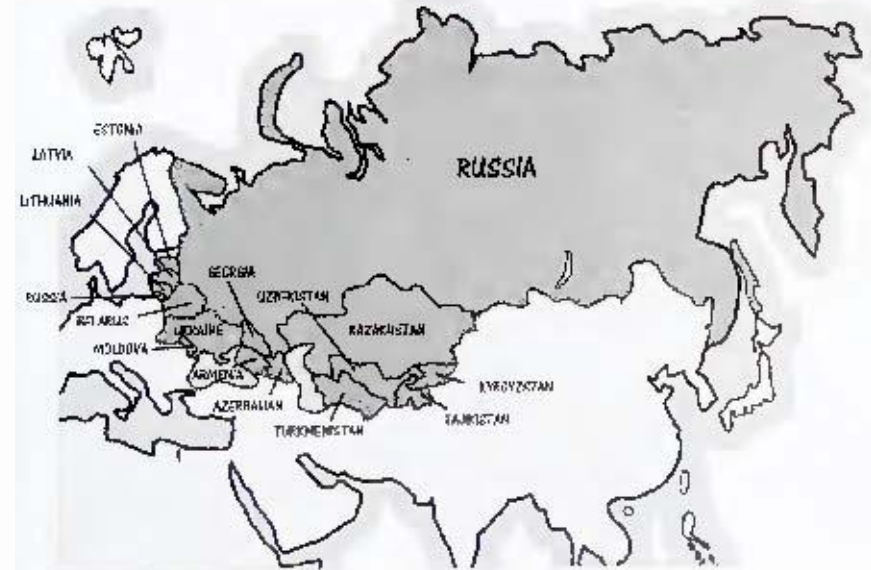 ESTONIA
LATVIA
LITHUANIA
RUSSIA
RUSSIA
GEORGIA
UZBEKISTAN
BELARUS
UKRAINE
KAZAKHSTAN
MOLDOVA
ARMENIA
KYRGYZSTAN
AZERBAIJAN
TAJIKISTAN
TURKMENISTAN